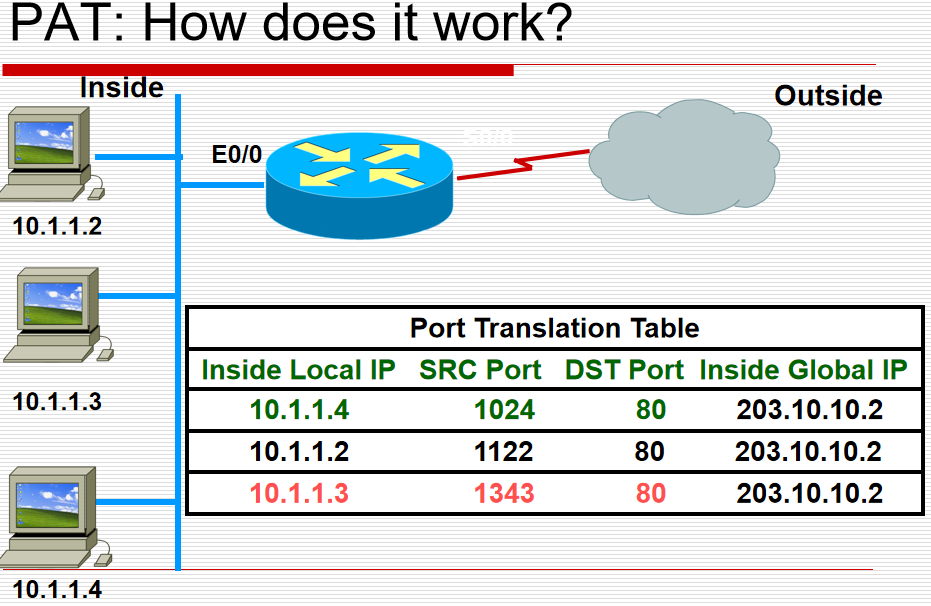 PAT: How does it work?
Inside
Outside
E0/0
10.1.1.2
10.1.1.3
10.1.1.4
Port Translation Table
Inside Local IP SRC Port DST Port Inside Global IP
10.1.1.4 1024 80 203.10.10.2
10.1.1.2 1122 80 203.10.10.2
10.1.1.3 1343 80 203.10.10.2